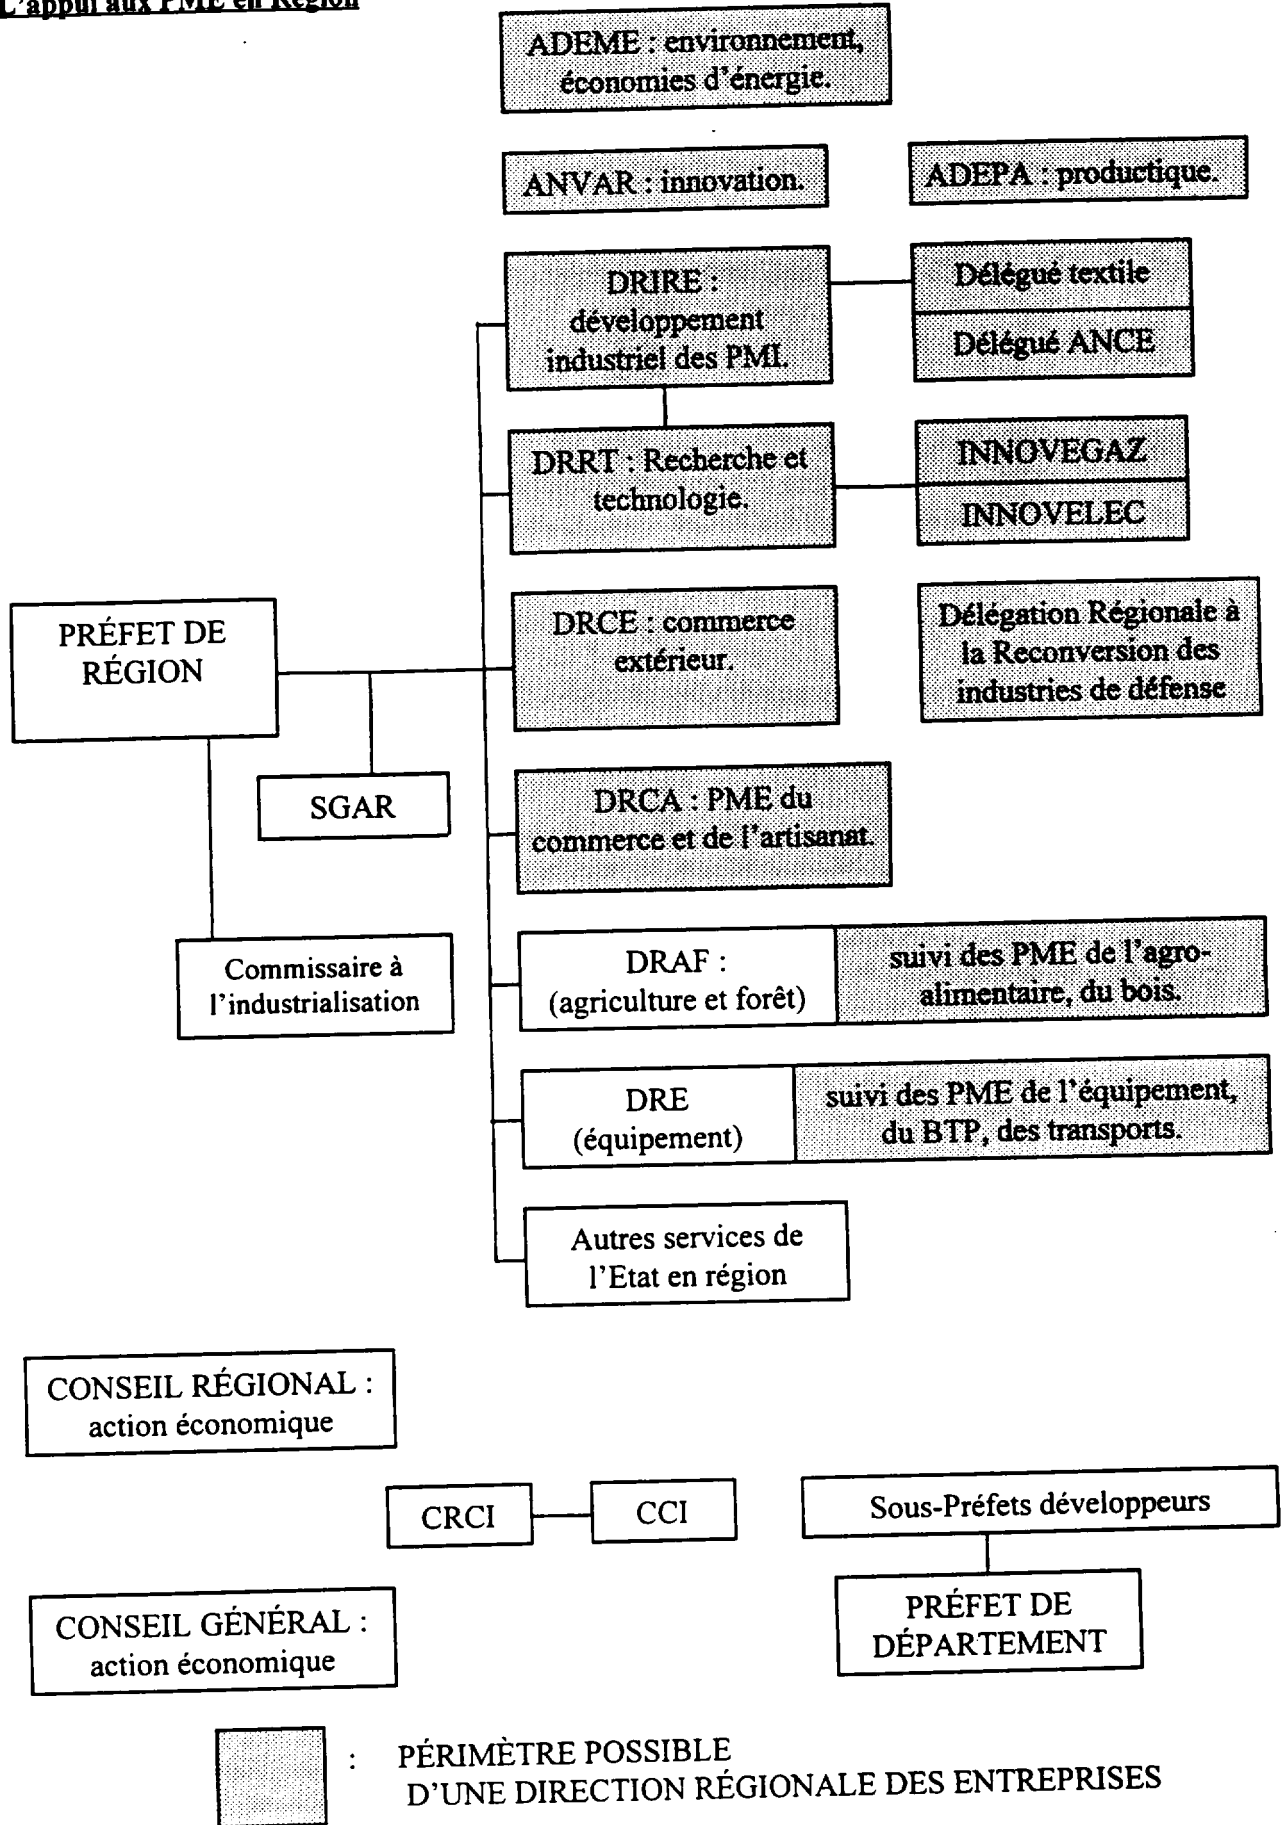 L'appui aux PME en Région
ADEME : environnement,
économies d'énergie.
ANVAR : innovation.
ADEPA : productique.
DRIRE :
développement
industriel des PMI.
Délégué textile
Délégué ANCE
DRRT : Recherche et
technologie.
INNOVEGAZ
INNOVELEC
PRÉFET DE
RÉGION
DRCE : commerce
extérieur.
Délégation Régionale à
la Reconversion des
industries de défense
SGAR
DRCA : PME du
commerce et de l'artisanat.
Commissaire à
l'industrialisation
DRAF :
(agriculture et forêt)
suivi des PME de l'agro-
alimentaire, du bois.
DRE
(équipement)
suivi des PME de l'équipement,
du BTP, des transports.
Autres services de
l'Etat en région
CONSEIL RÉGIONAL :
action économique
CRCI
CCI
Sous-Préfets développeurs
CONSEIL GÉNÉRAL :
action économique
PRÉFET DE
DÉPARTEMENT
: PÉRIMÈTRE POSSIBLE
D'UNE DIRECTION RÉGIONALE DES ENTREPRISES